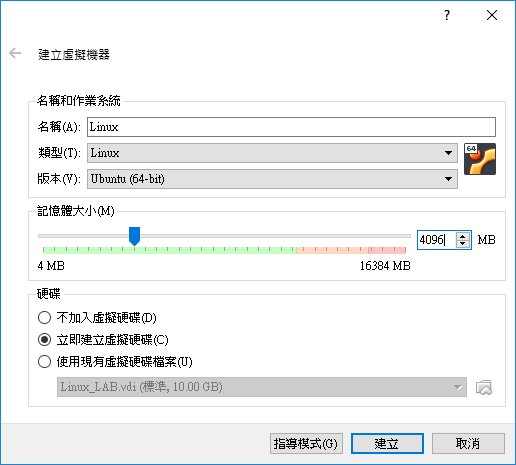 ?
建立虛擬機器
名稱和作業系統
名稱(A): Linux
類型(T): Linux
64
版本(V): Ubuntu (64-bit)
記憶體大小(M)
4096 MB
4 MB 16384 MB
硬碟
不加入虛擬硬碟(D)
立即建立虛擬硬碟(C)
使用現有虛擬硬碟檔案(U)
Linux_LAB.vdi (標準, 10.00 GB)
指導模式(G) 建立 取消